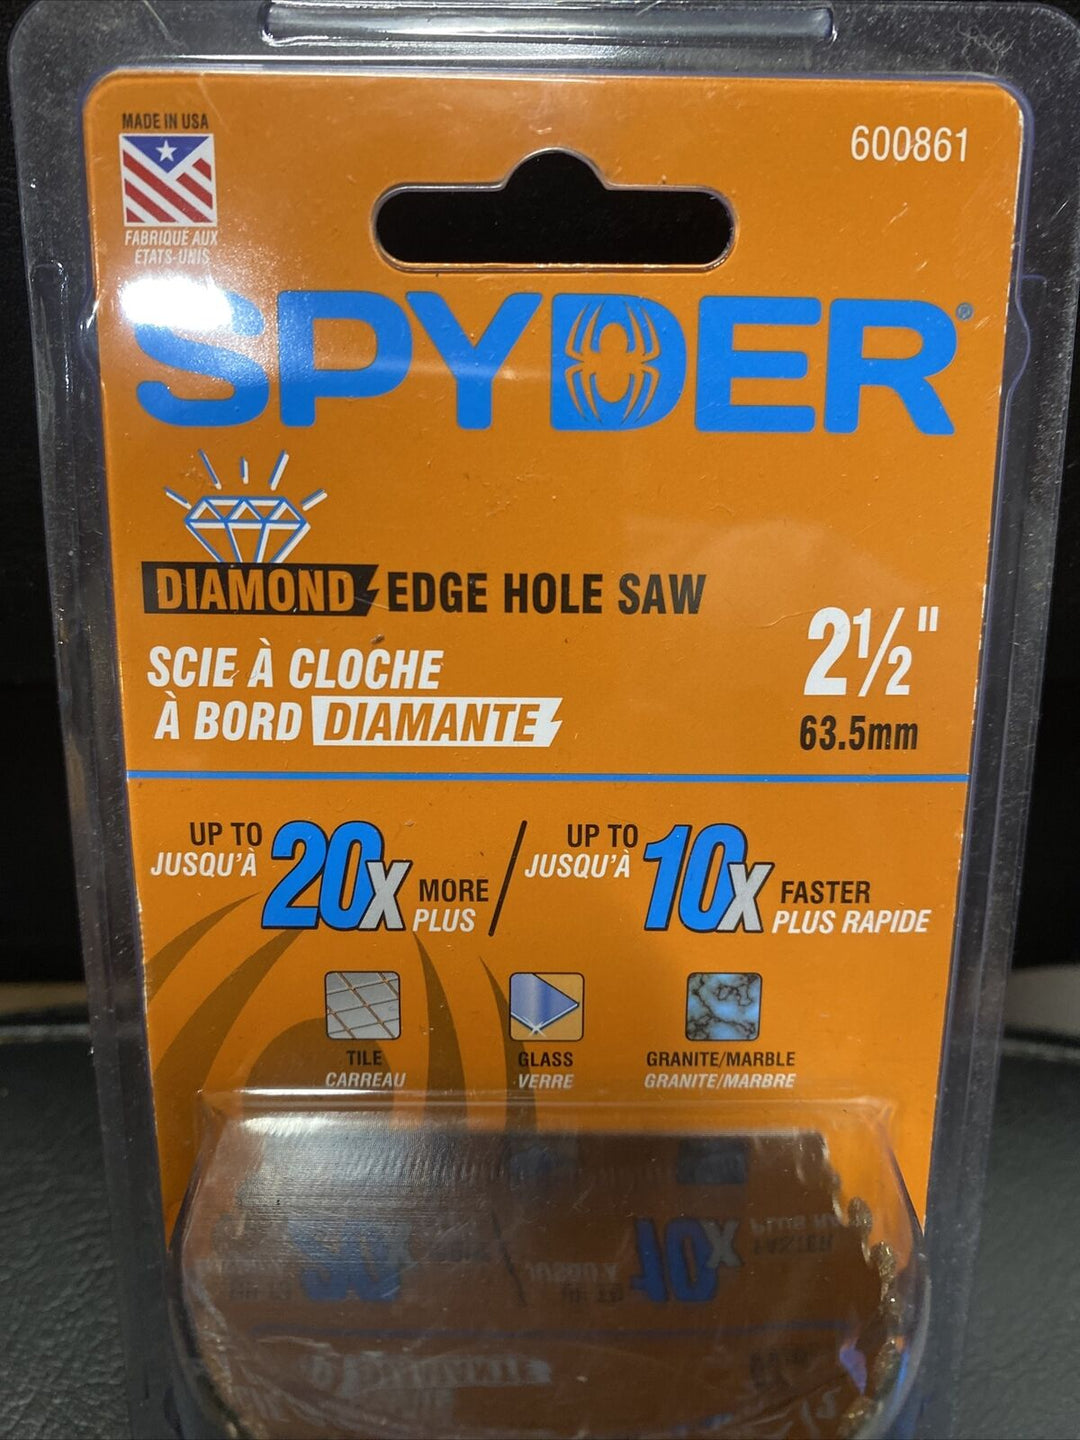 MADE IN USA
FABRIQUÉ AUX
ÉTATS-UNIS
600861
SPYDER®
DIAMOND EDGE HOLE SAW
SCIE À CLOCHE
À BORD DIAMANTE
2½"
63.5mm
UP TO
JUSQU'À
20X
MORE
PLUS
/
UP TO
JUSQU'À
10X
FASTER
PLUS RAPIDE
TILE
CARREAU
GLASS
VERRE
GRANITE/MARBLE
GRANITE/MARBRE